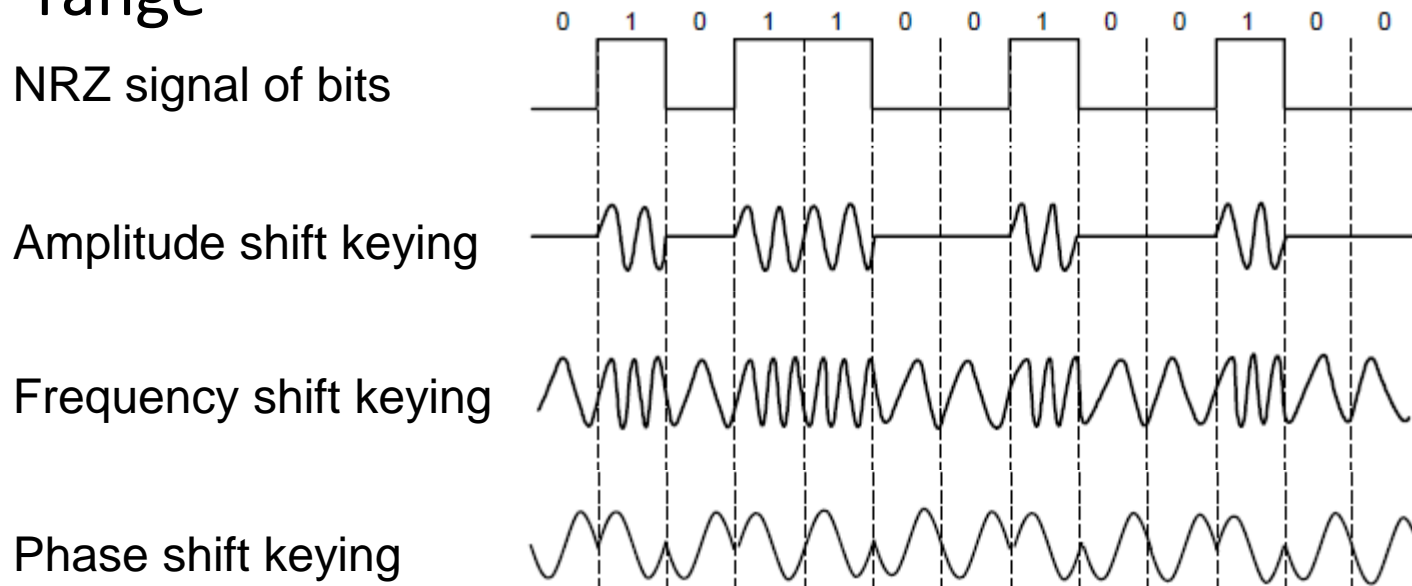 range
0 1 0 1 1 0 0 1 0 0 1 0 0
NRZ signal of bits
Amplitude shift keying
Frequency shift keying
Phase shift keying